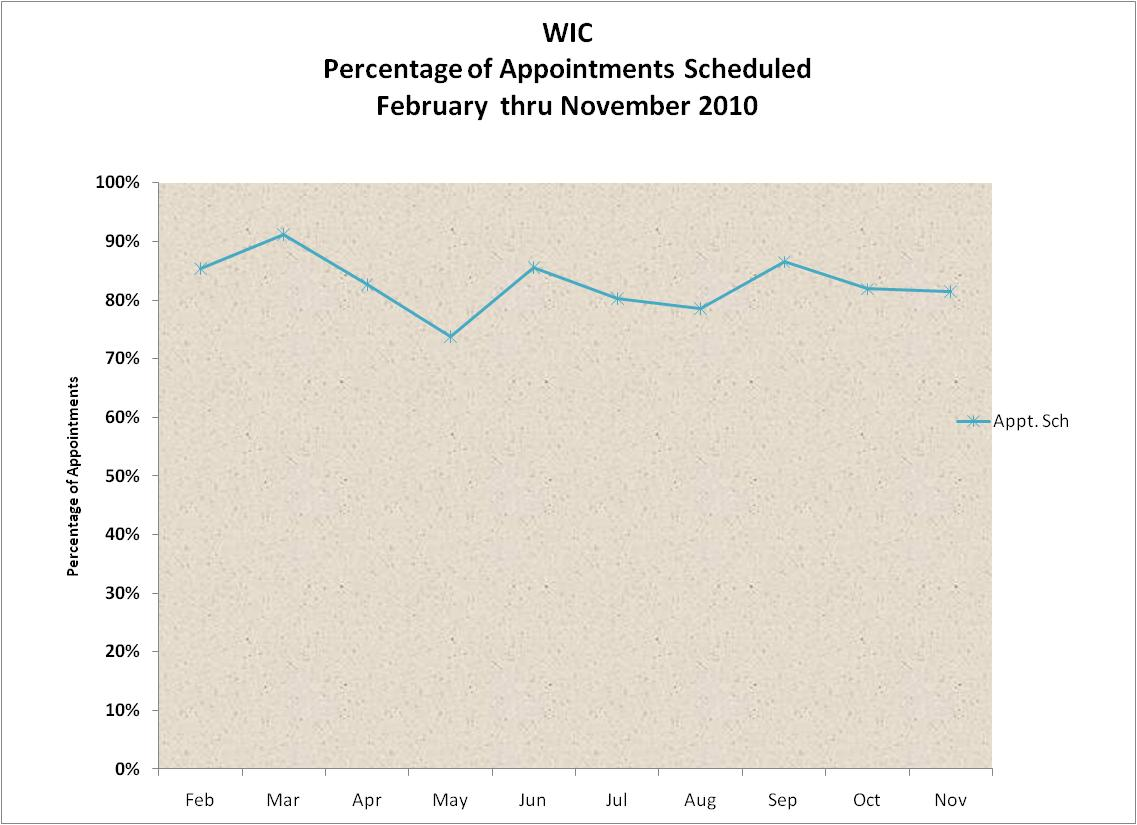 WIC
Percentage of Appointments Scheduled
February thru November 2010
100%
90%
80%
70%
60%
50%
40%
30%
20%
10%
0%
Percentage of Appointments
Appt. Sch
Feb Mar Apr May Jun Jul Aug Sep Oct Nov